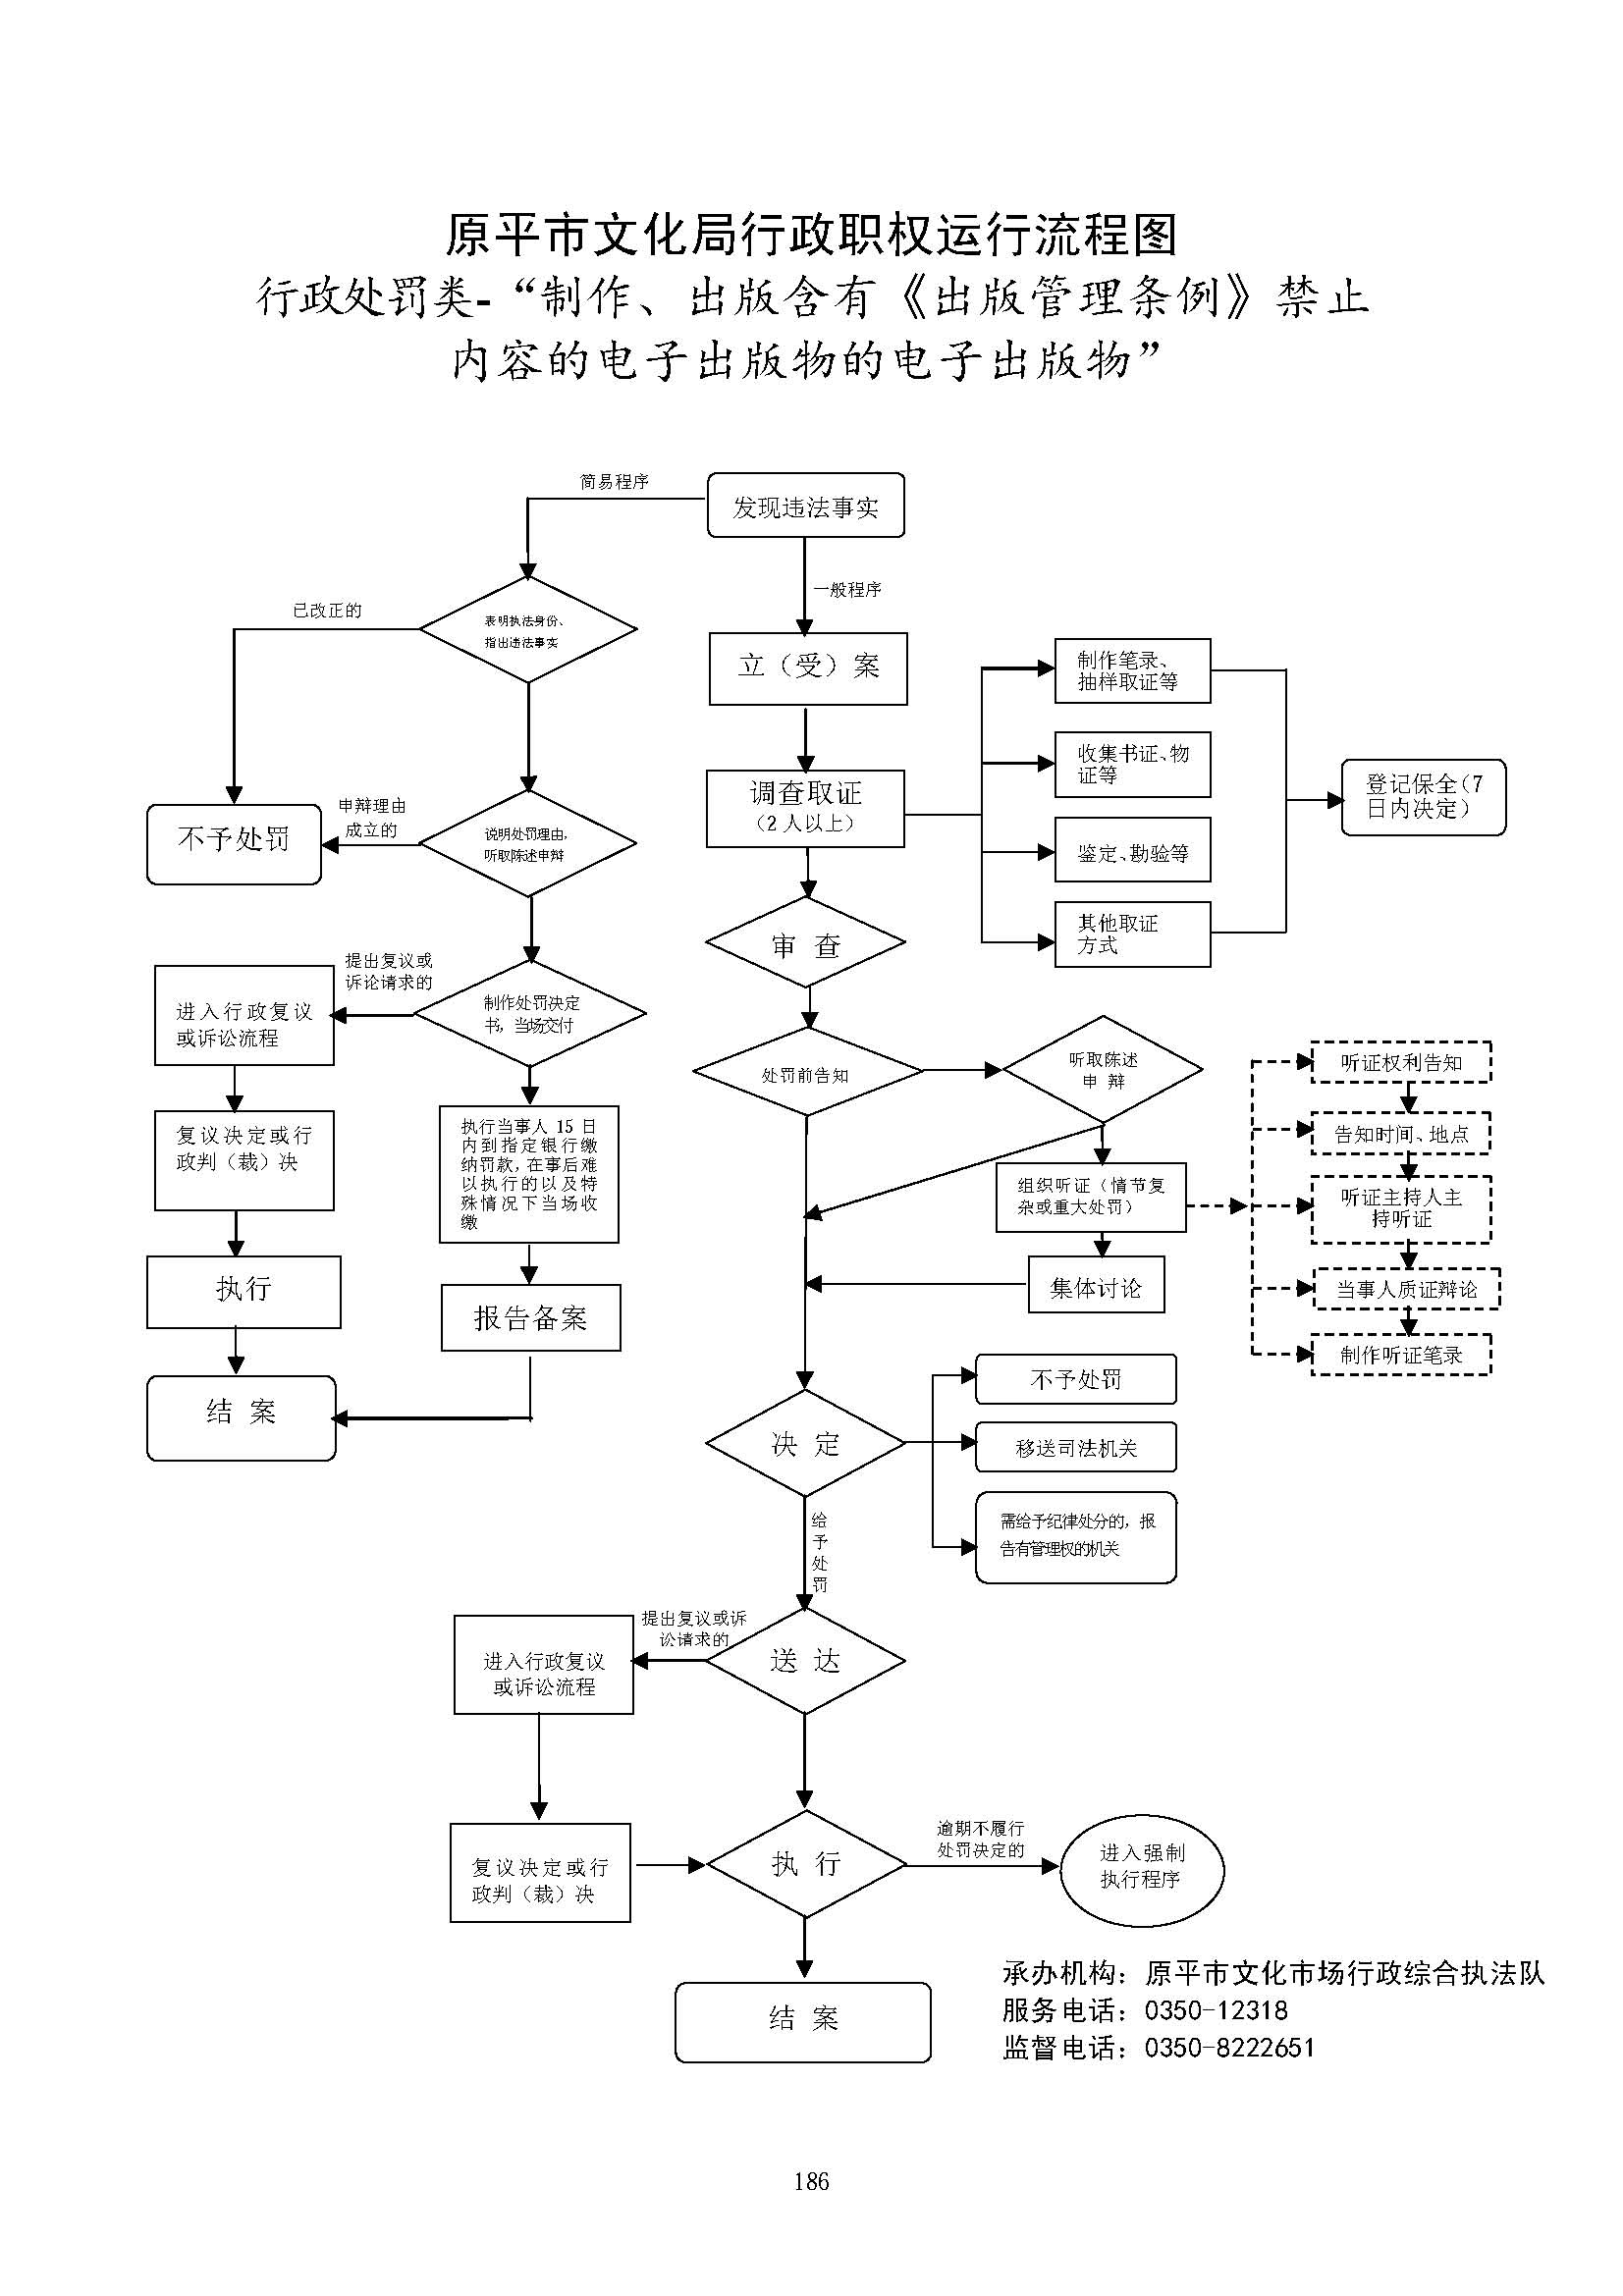 原平市文化局行政职权运行流程图
行政处罚类-“制作、出版含有《出版管理条例》禁止
内容的电子出版物的电子出版物”
简易程序
发现违法事实
一般程序
已改正的
表明执法身份、
指出违法事实
立（受）案
制作笔录、
抽样取证等
收集书证、物
证等
登记保全（7
日内决定）
调查取证
（2 人以上）
申辩理由
成立的
不予处罚
说明处罚理由，
听取陈述申辩
鉴定、勘验等
其他取证
方式
审 查
提出复议或
诉论请求的
进入行政复议
或诉讼流程
制作处罚决定
书，当场交付
处罚前告知
听取陈述
申 辩
听证权利告知
告知时间、地点
听证主持人主
持听证
当事人质证辩论
制作听证笔录
复议决定或行
政判（裁）决
执行当事人 15 日
内到指定银行缴
纳罚款，在事后难
以执行的以及特
殊情况下当场收
缴
组织听证（情节复
杂或重大处罚）
集体讨论
执行
报告备案
结 案
决 定
不予处罚
移送司法机关
需给予纪律处分的，报
告有管理权的机关
给
予
处
罚
提出复议或诉
讼请求的
进入行政复议
或诉讼流程
送 达
复议决定或行
政判（裁）决
执 行
逾期不履行
处罚决定的
进入强制
执行程序
结 案
承办机构：原平市文化市场行政综合执法队
服务电话：0350-12318
监督电话：0350-8222651
186